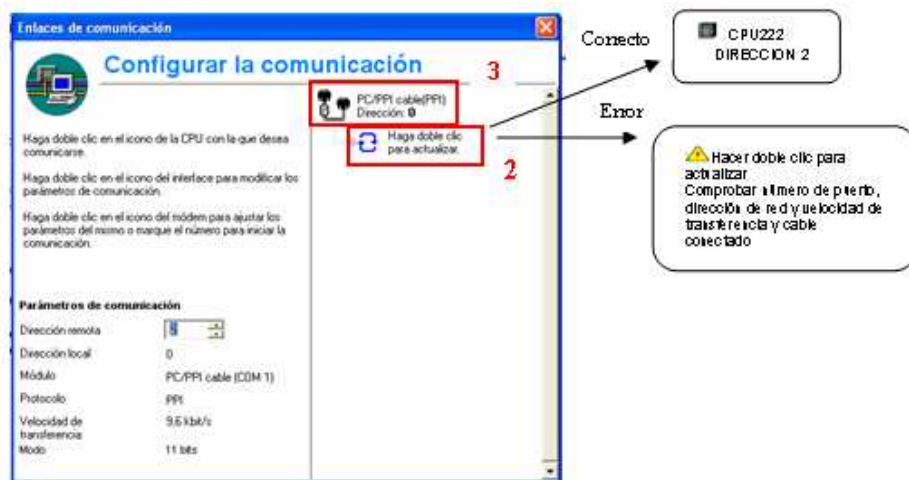 Enlaces de comunicación
Configurar la comunicación
Haga doble clic en el icono de la CPU con la que desea
comunicarse.
Haga doble clic en el icono del interface para modificar los
parámetros de comunicación.
Haga doble clic en el icono del módem para ajustar los
parámetros del mismo o marque el número para iniciar la
comunicación.
Parámetros de comunicación
Dirección remota
Dirección local 0
Módulo PC/PPI cable (COM 1)
Protocolo PPI
Velocidad de 9,6 kbit/s
transferencia
Modo 11 bits
3
PC/PPI cable(PPI)
Dirección: 0
Haga doble clic
para actualizar.
2
Correcto
CPU222
DIRECCION 2
Error
Hacer doble clic para
actualizar
Comprobar número de puerto,
dirección de red y velocidad de
transferencia y cable
conectado